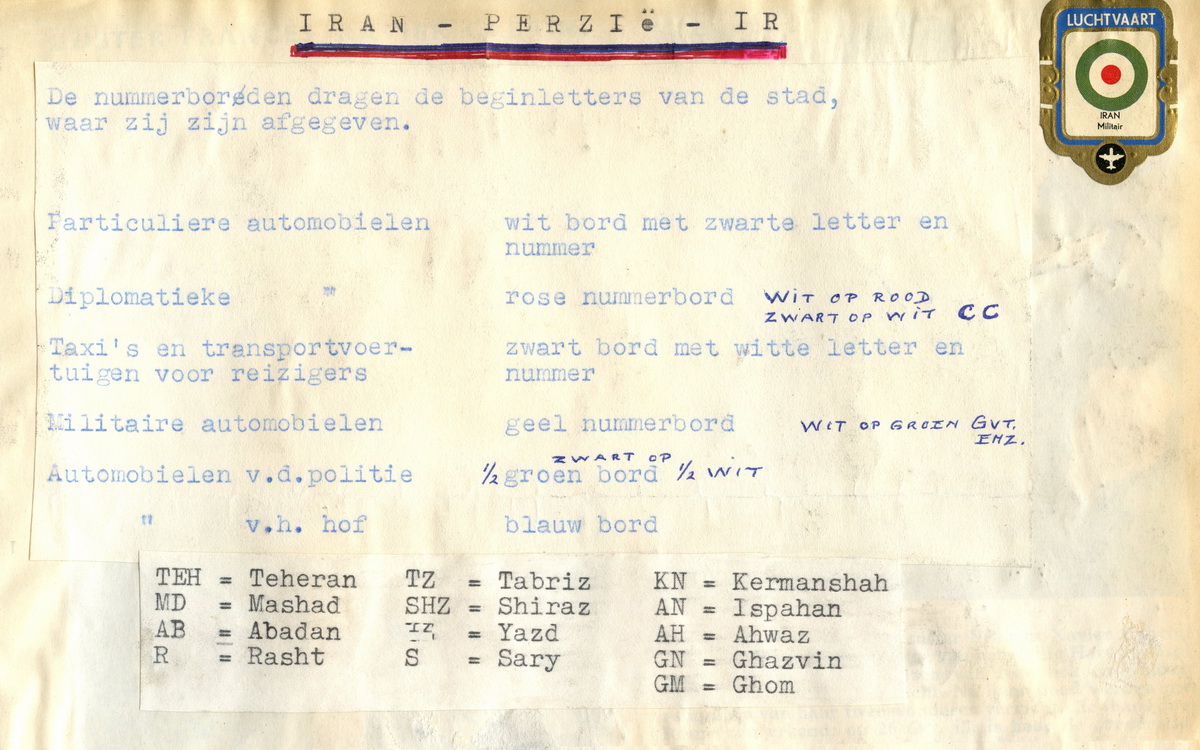 IRAN - PERZIë - IR
LUCHTVAART
IRAN
Militair
De nummerborden dragen de beginletters van de stad,
waar zij zijn afgegeven.
Particuliere automobielen wit bord met zwarte letter en
nummer
Diplomatieke " rose nummerbord WIT OP ROOD
ZWART OP WIT CC
Taxi's en transportvoer- zwart bord met witte letter en
tuigen voor reizigers nummer
Militaire automobielen geel nummerbord WIT OP GROEN GVT.
ENZ.
ZWART OP
Automobielen v.d.politie 1/2 groen bord 1/2 WIT
" v.h. hof blauw bord
TEH = Teheran TZ = Tabriz KN = Kermanshah
MD = Mashad SHZ = Shiraz AN = Ispahan
AB = Abadan = Yazd AH = Ahwaz
R = Rasht S = Sary GN = Ghazvin
GM = Ghom